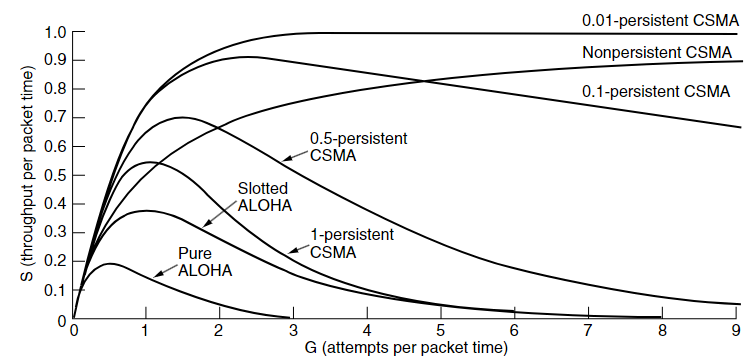 0.01-persistent CSMA
Nonpersistent CSMA
0.1-persistent CSMA
0.5-persistent
CSMA
Slotted
ALOHA
1-persistent
CSMA
Pure
ALOHA
S (throughput per packet time)
1.0
0.9
0.8
0.7
0.6
0.5
0.4
0.3
0.2
0.1
0
0 1 2 3 4 5 6 7 8 9
G (attempts per packet time)